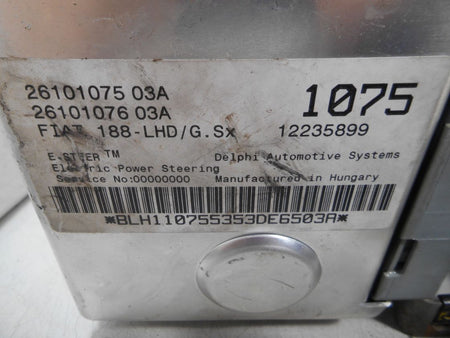 26101075 03A 1075
26101076 03A
FIAT 188-LHD/G.Sx 12235899
E.STEER™ Delphi Automotive Systems
Electric Power Steering
Service No:00000000 Manufactured in Hungary
*BLH110755353DE6503A*